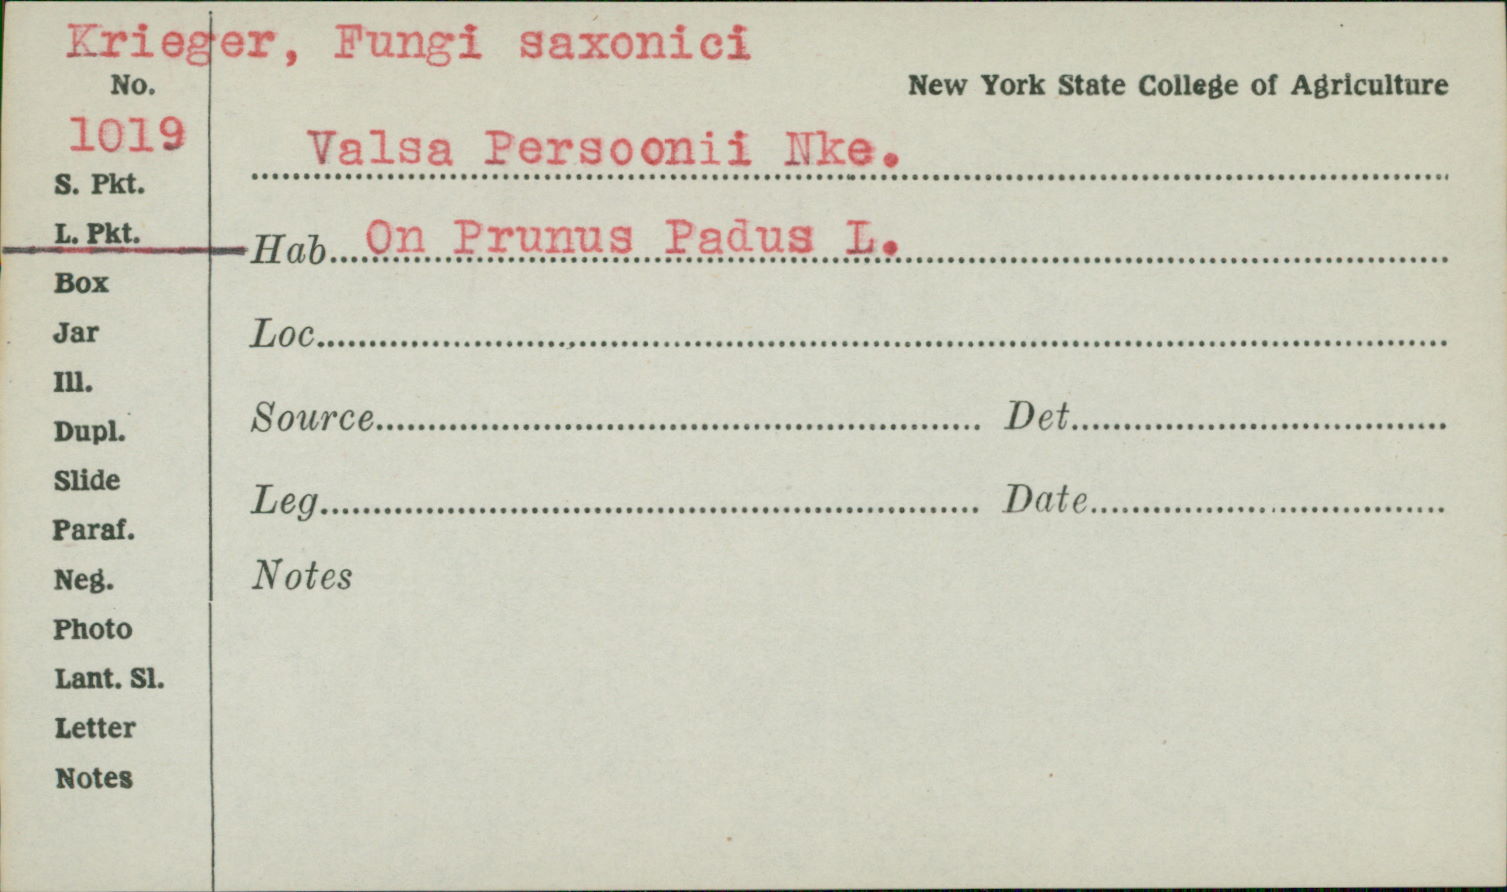 Krieger, Fungi saxonici
No.
New York State College of Agriculture
1019
Valsa Persoonii Nke.
S. Pkt.
L. Pkt.
Hab. On Prunus Padus L.
Box
Jar
Loc.
Ill.
Dupl.
Source Det.
Slide
Leg. Date
Paraf.
Neg.
Notes
Photo
Lant. Sl.
Letter
Notes